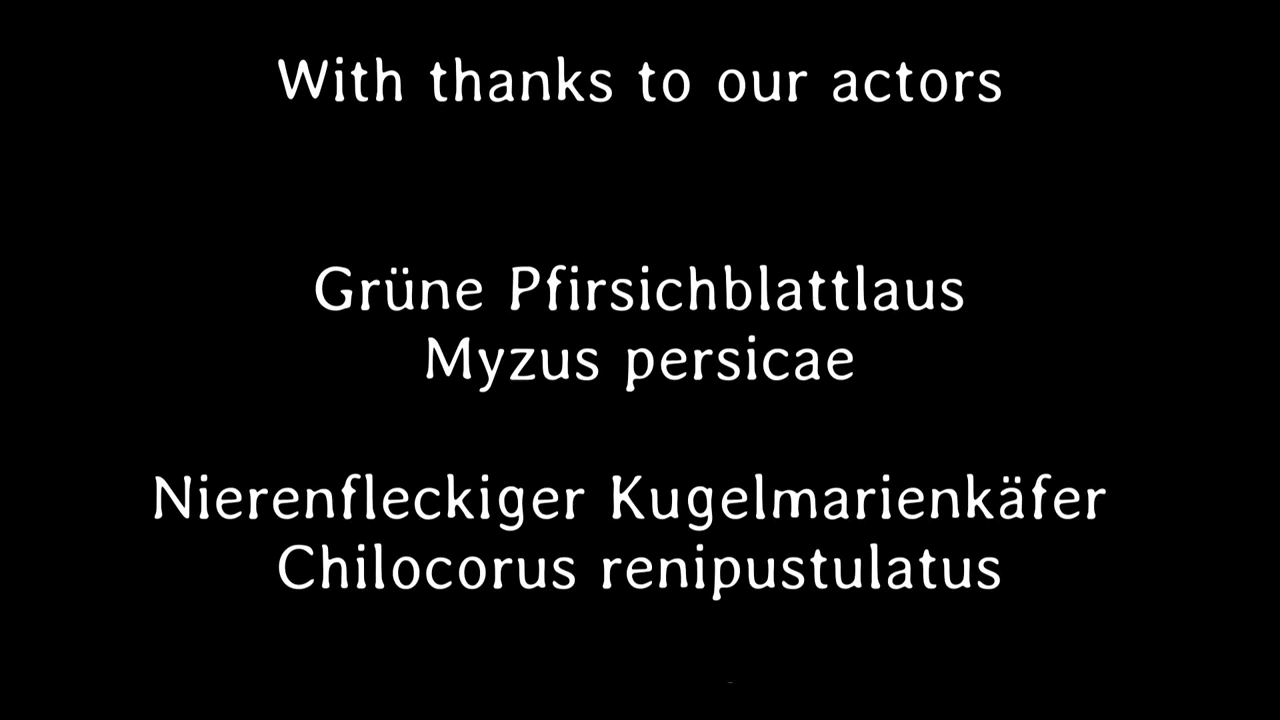 With thanks to our actors
Grüne Pfirsichblattlaus
Myzus persicae
Nierenfleckiger Kugelmarienkäfer
Chilocorus renipustulatus